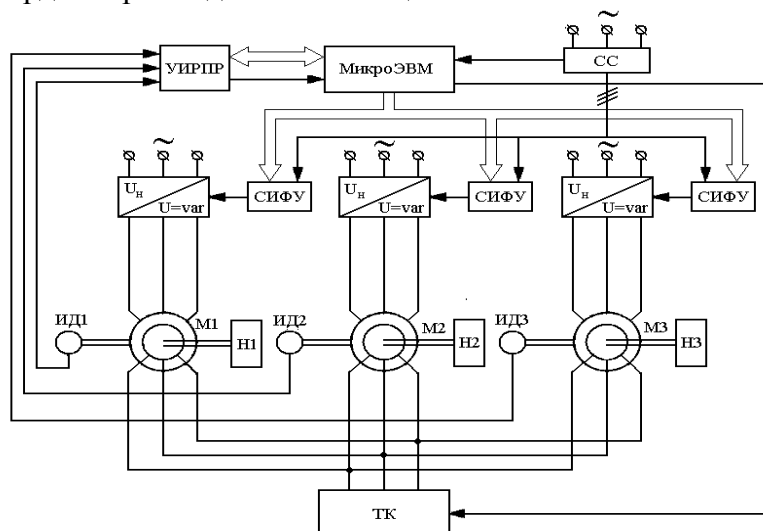 УИРПР
МикроЭВМ
~
СС
~
~
~
Uн
U=var
СИФУ
Uн
U=var
СИФУ
Uн
U=var
СИФУ
ИД1
М1
Н1
ИД2
М2
Н2
ИД3
М3
Н3
ТК